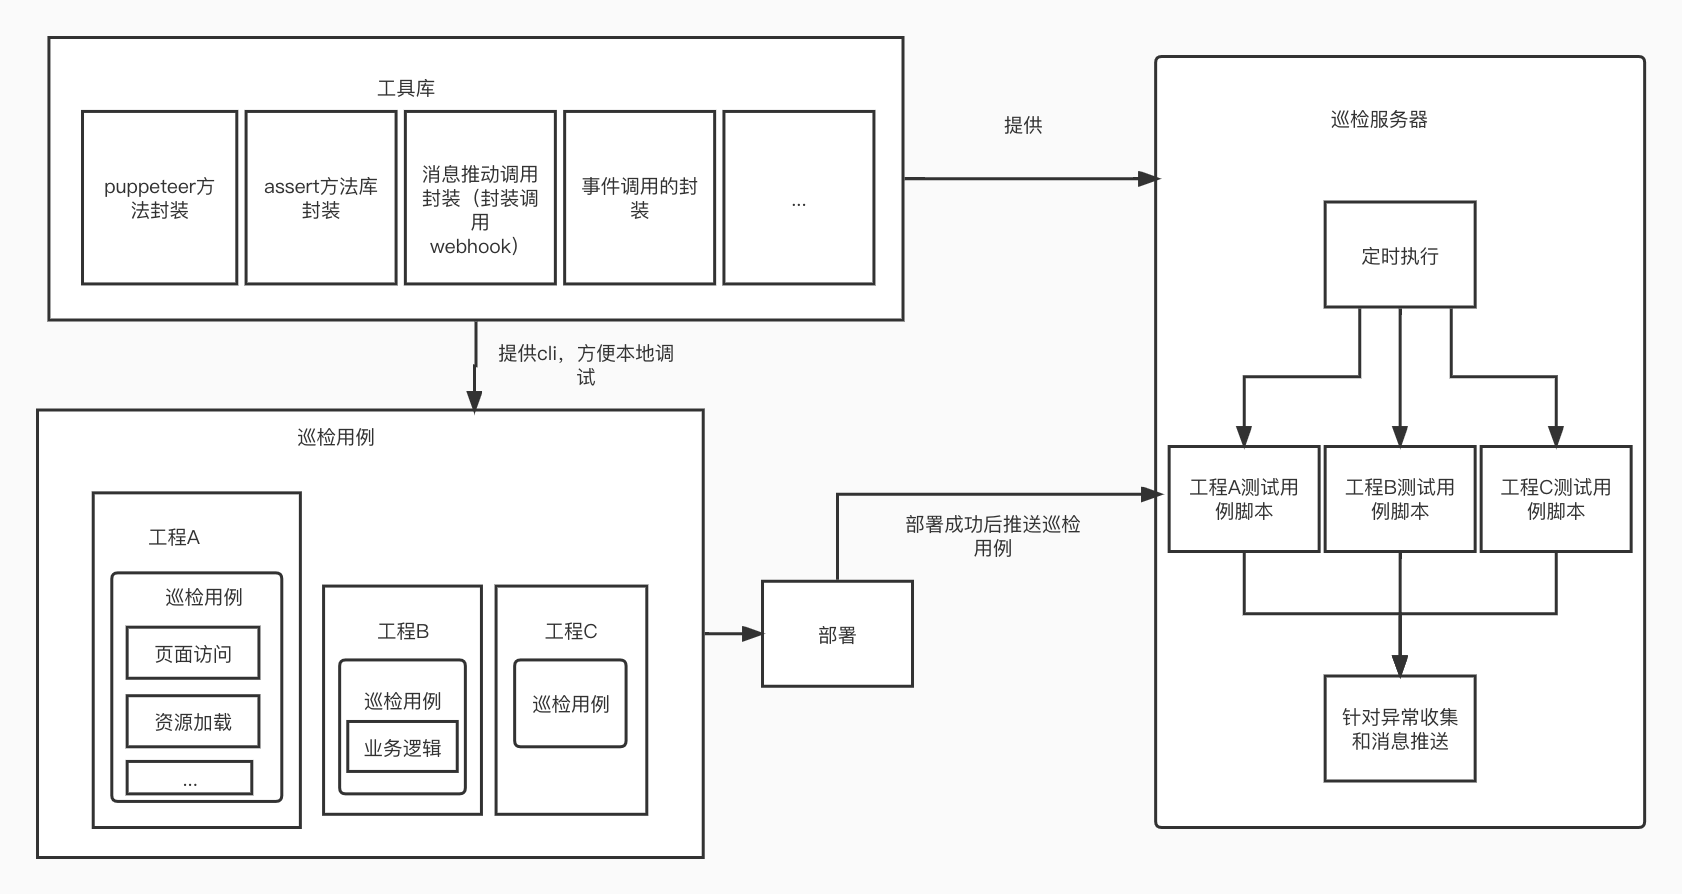 工具库
puppeteer方
法封装
assert方法库
封装
消息推动调用
封装（封装调
用
webhook）
事件调用的封
装
...
提供
提供cli，方便本地调
试
巡检用例
工程A
巡检用例
页面访问
资源加载
...
工程B
巡检用例
业务逻辑
工程C
巡检用例
部署
部署成功后推送巡检
用例
巡检服务器
定时执行
工程A测试用
例脚本
工程B测试用
例脚本
工程C测试用
例脚本
针对异常收集
和消息推送